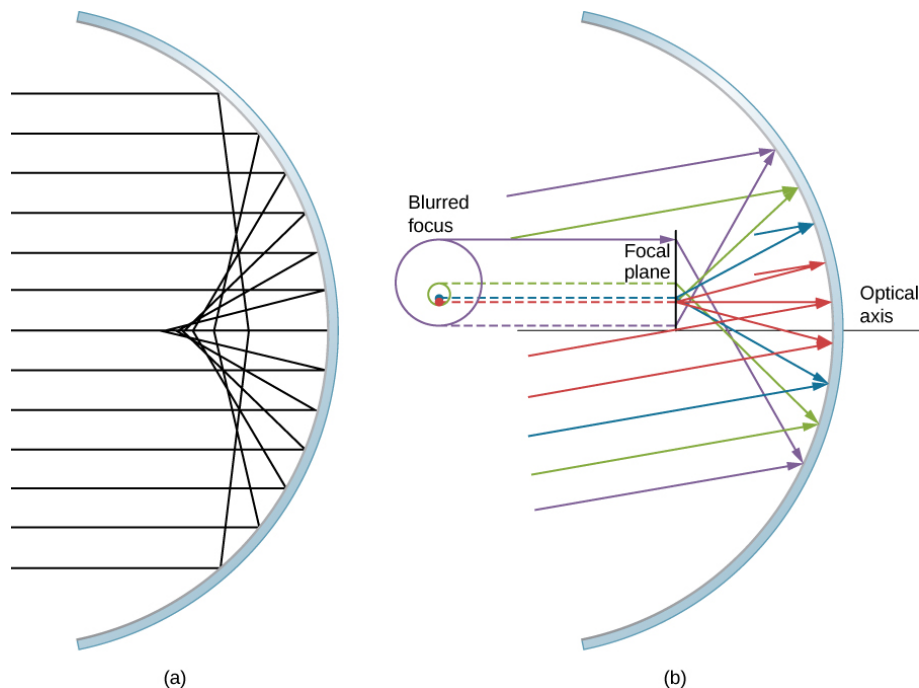 Blurred
focus
Focal
plane
Optical
axis
(a)
(b)